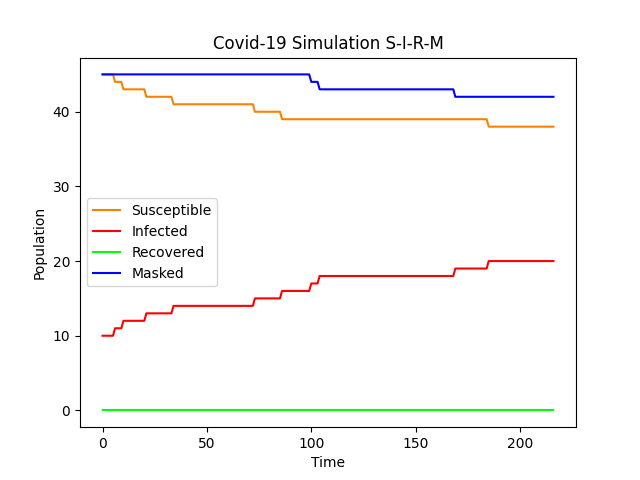 Covid-19 Simulation S-I-R-M
Population
40
30
20
10
0
Susceptible
Infected
Recovered
Masked
0 50 100 150 200
Time